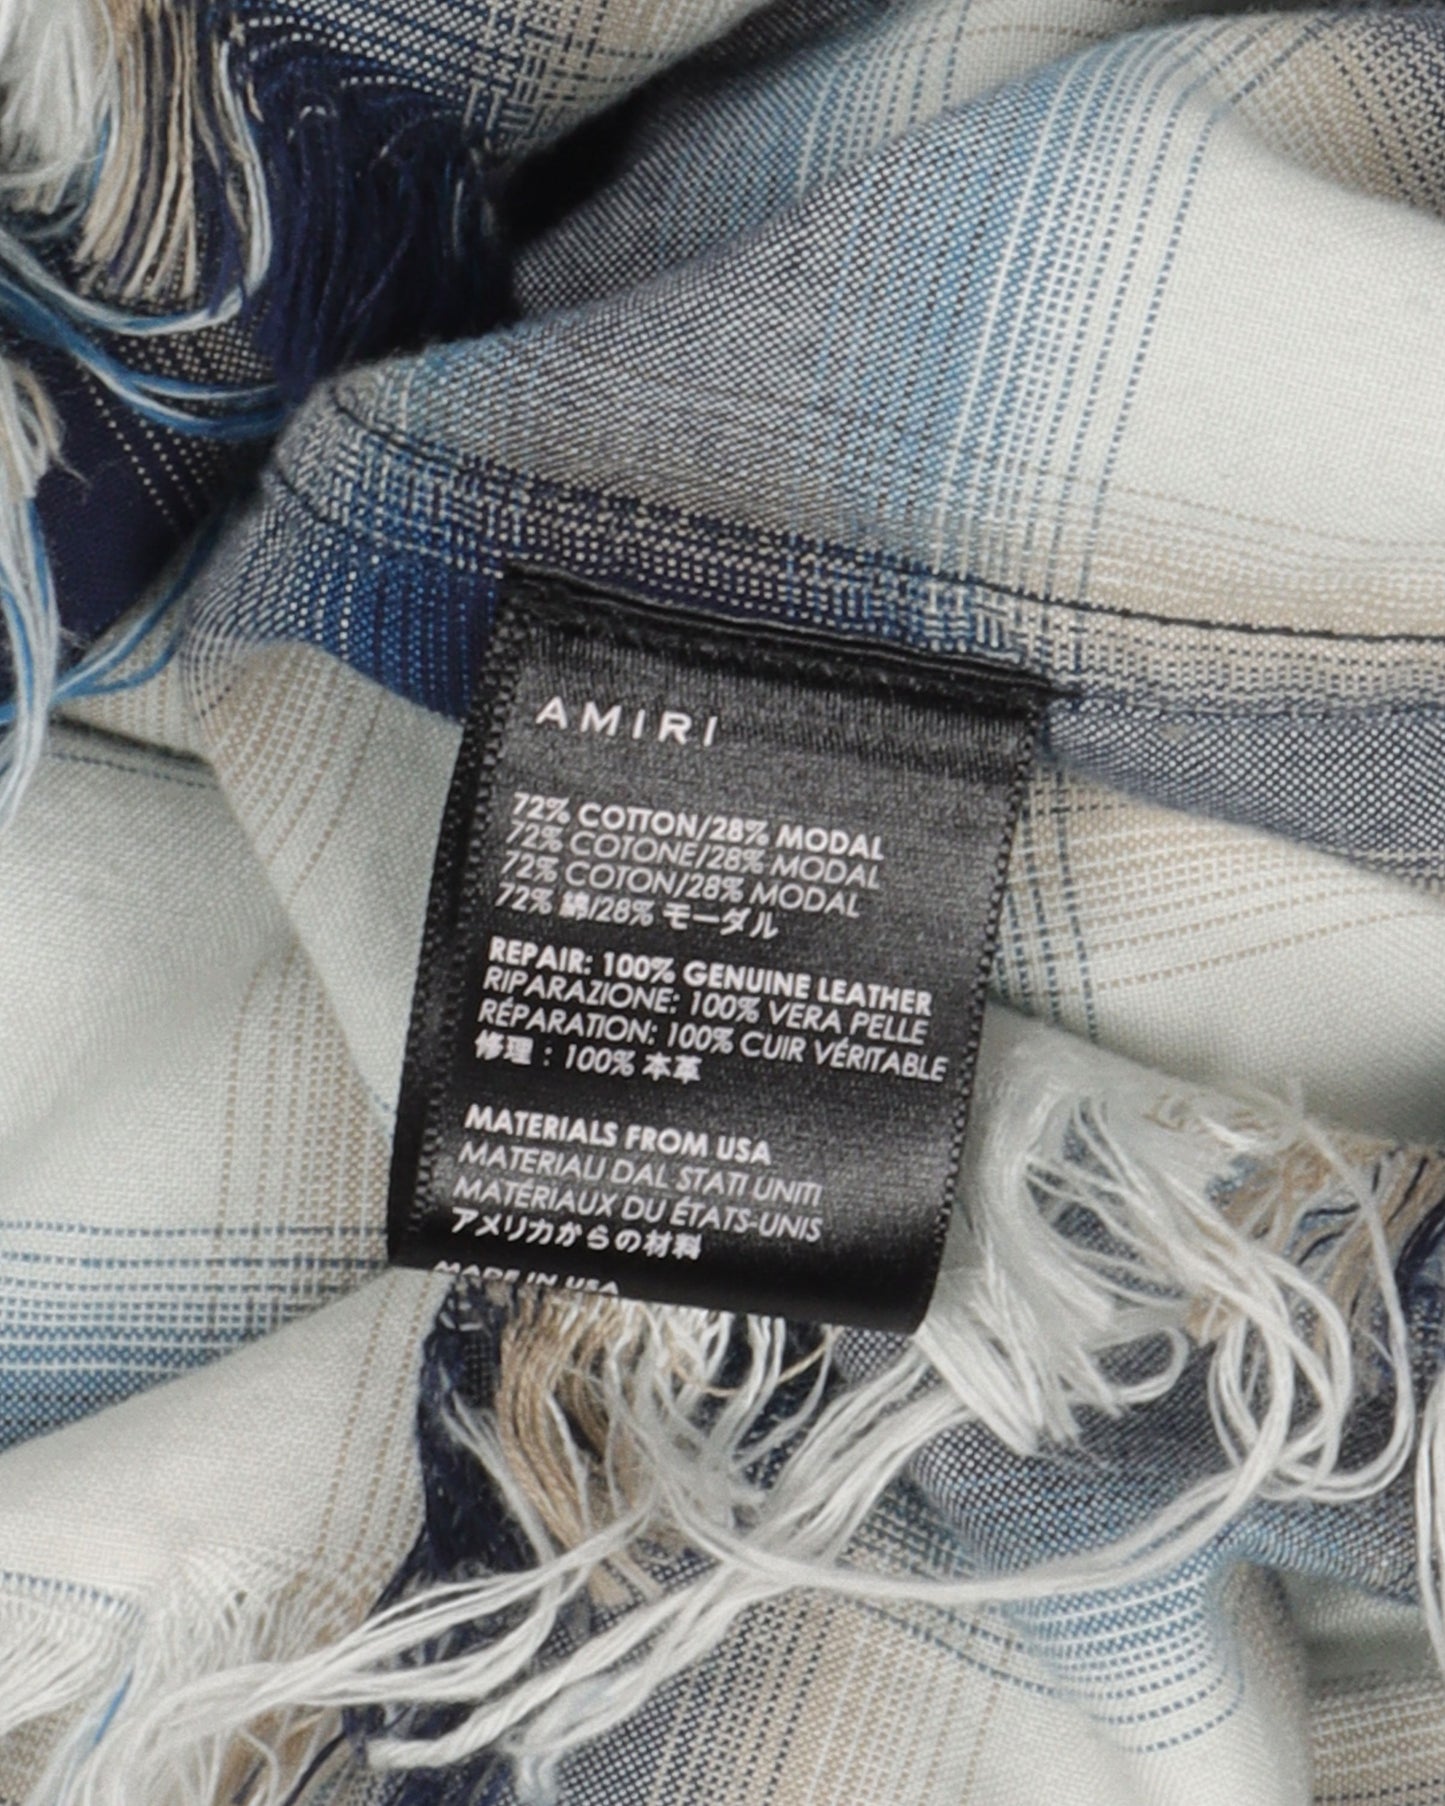 AMIRI
72% COTTON/28% MODAL
72% COTONE/28% MODAL
72% COTON/28% MODAL
72% 綿/28% モーダル
REPAIR: 100% GENUINE LEATHER
RIPARAZIONE: 100% VERA PELLE
RÉPARATION: 100% CUIR VÉRITABLE
修理 : 100% 本革
MATERIALS FROM USA
MATERIALI DAL STATI UNITI
MATÉRIAUX DU ÉTATS-UNIS
アメリカからの材料
MADE IN USA